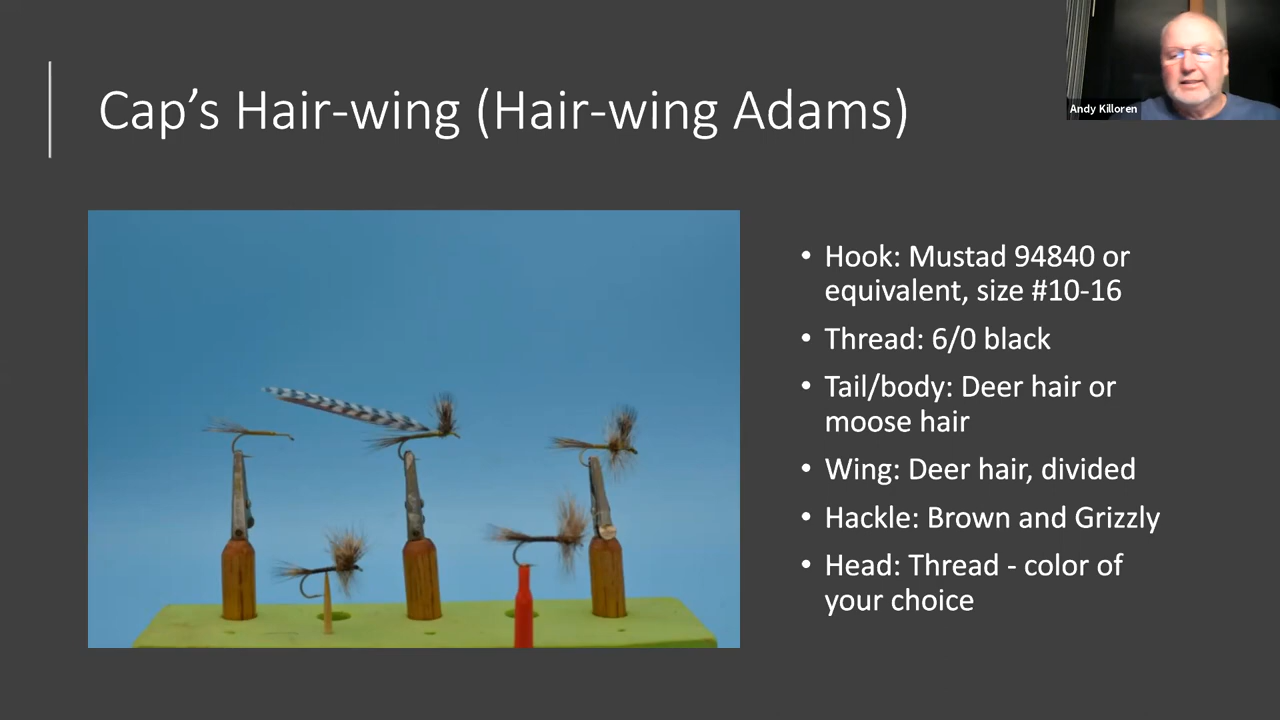 Cap's Hair-wing (Hair-wing Adams)
Andy Killoren
• Hook: Mustad 94840 or
equivalent, size #10-16
• Thread: 6/0 black
• Tail/body: Deer hair or
moose hair
• Wing: Deer hair, divided
• Hackle: Brown and Grizzly
• Head: Thread - color of
your choice